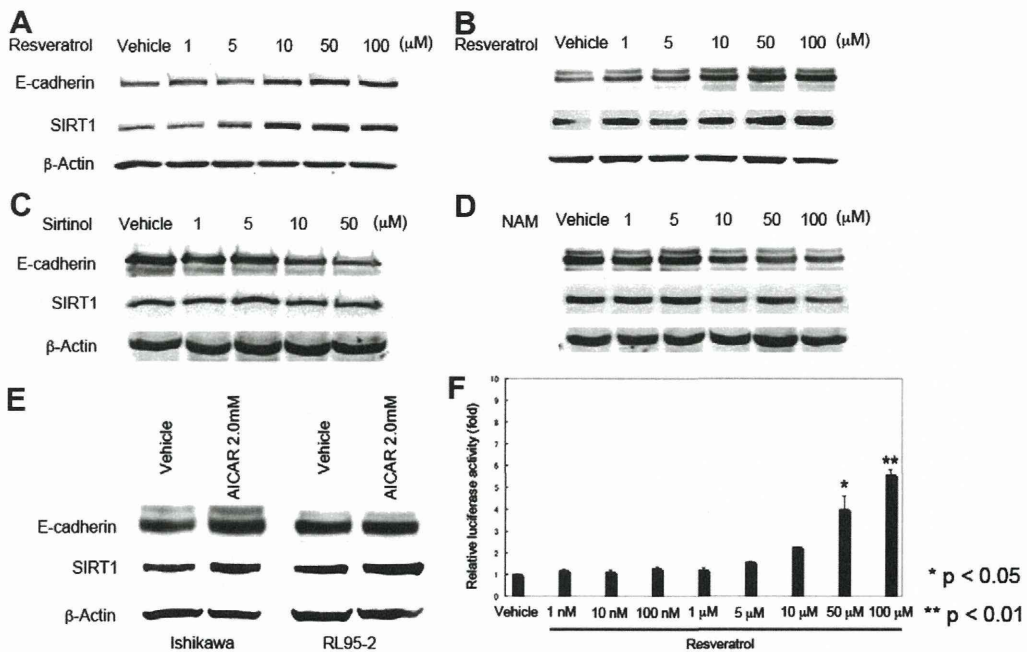 A
Resveratrol Vehicle 1 5 10 50 100 (μM)
E-cadherin
SIRT1
β-Actin
B
Resveratrol Vehicle 1 5 10 50 100 (μM)
C
Sirtinol Vehicle 1 5 10 50 (μM)
E-cadherin
SIRT1
β-Actin
D
NAM Vehicle 1 5 10 50 100 (μM)
E
Vehicle
AICAR 2.0mM
Vehicle
AICAR 2.0mM
E-cadherin
SIRT1
β-Actin
Ishikawa RL95-2
F
Relative luciferase activity (fold)
10
9
8
7
6
5
4
3
2
1
0
* **
Vehicle 1 nM 10 nM 100 nM 1 μM 5 μM 10 μM 50 μM 100 μM
Resveratrol
* p < 0.05
** p < 0.01